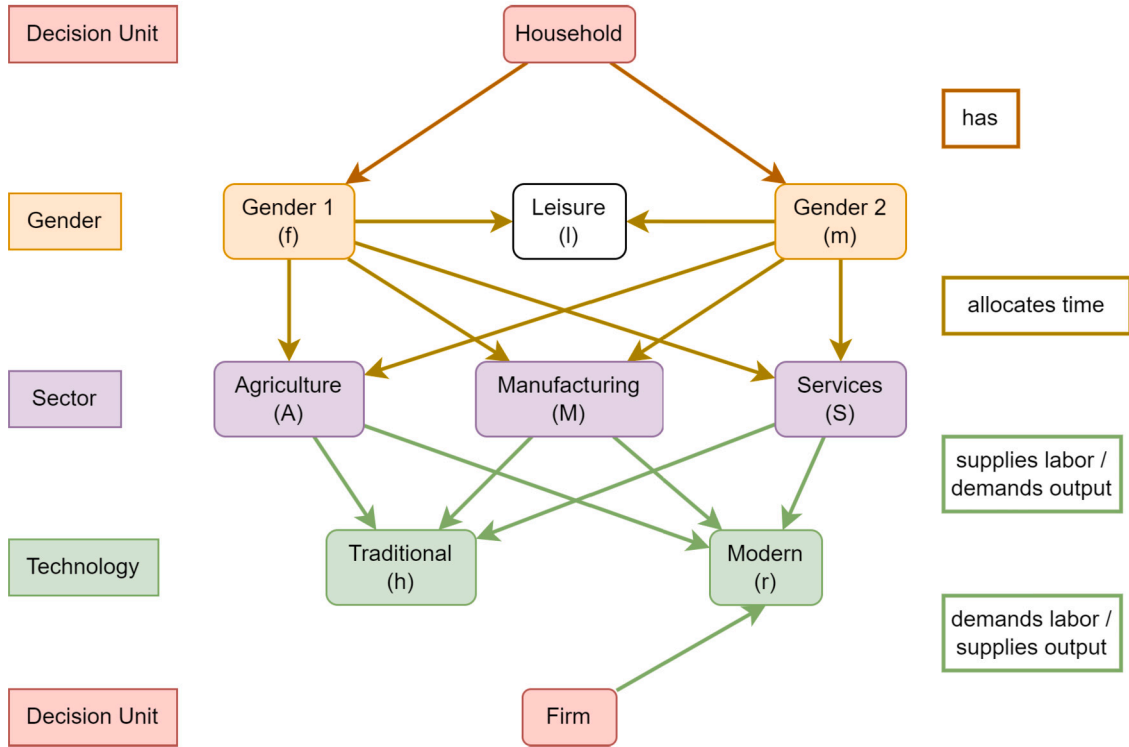 Decision Unit
Household
has
Gender
Gender 1
(f)
Leisure
(l)
Gender 2
(m)
allocates time
Sector
Agriculture
(A)
Manufacturing
(M)
Services
(S)
supplies labor /
demands output
Technology
Traditional
(h)
Modern
(r)
demands labor /
supplies output
Decision Unit
Firm